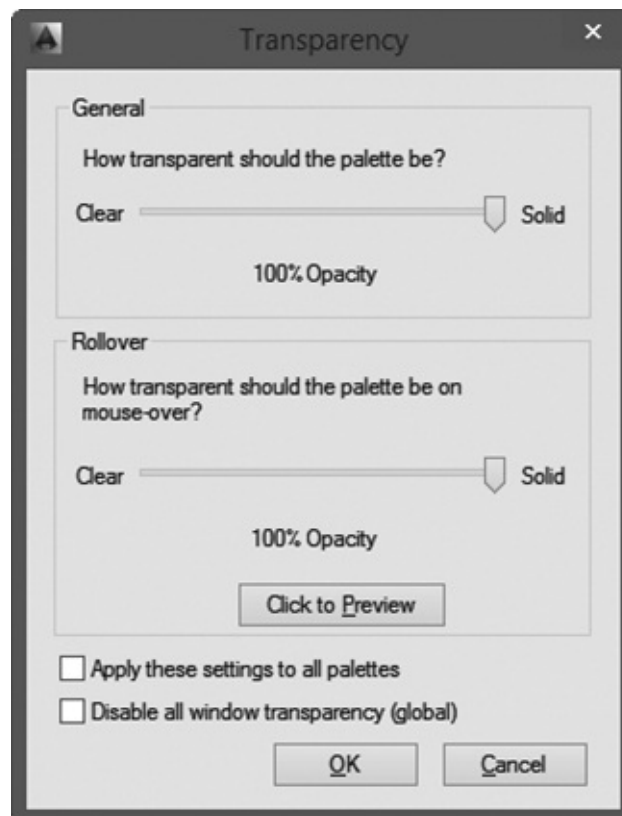 Transparency
General
How transparent should the palette be?
Clear
Solid
100% Opacity
Rollover
How transparent should the palette be on
mouse-over?
Clear
Solid
100% Opacity
Click to Preview
Apply these settings to all palettes
Disable all window transparency (global)
OK
Cancel